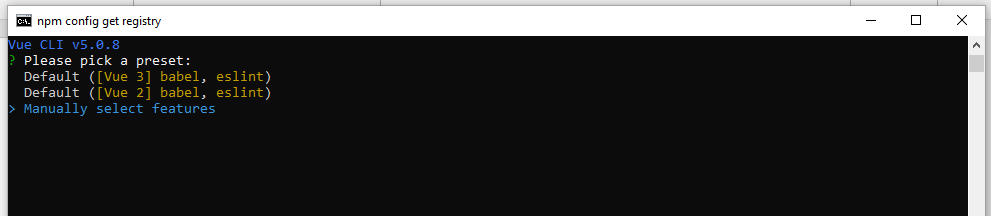 npm config get registry
Vue CLI v5.0.8
? Please pick a preset:
Default ([Vue 3] babel, eslint)
Default ([Vue 2] babel, eslint)
> Manually select features